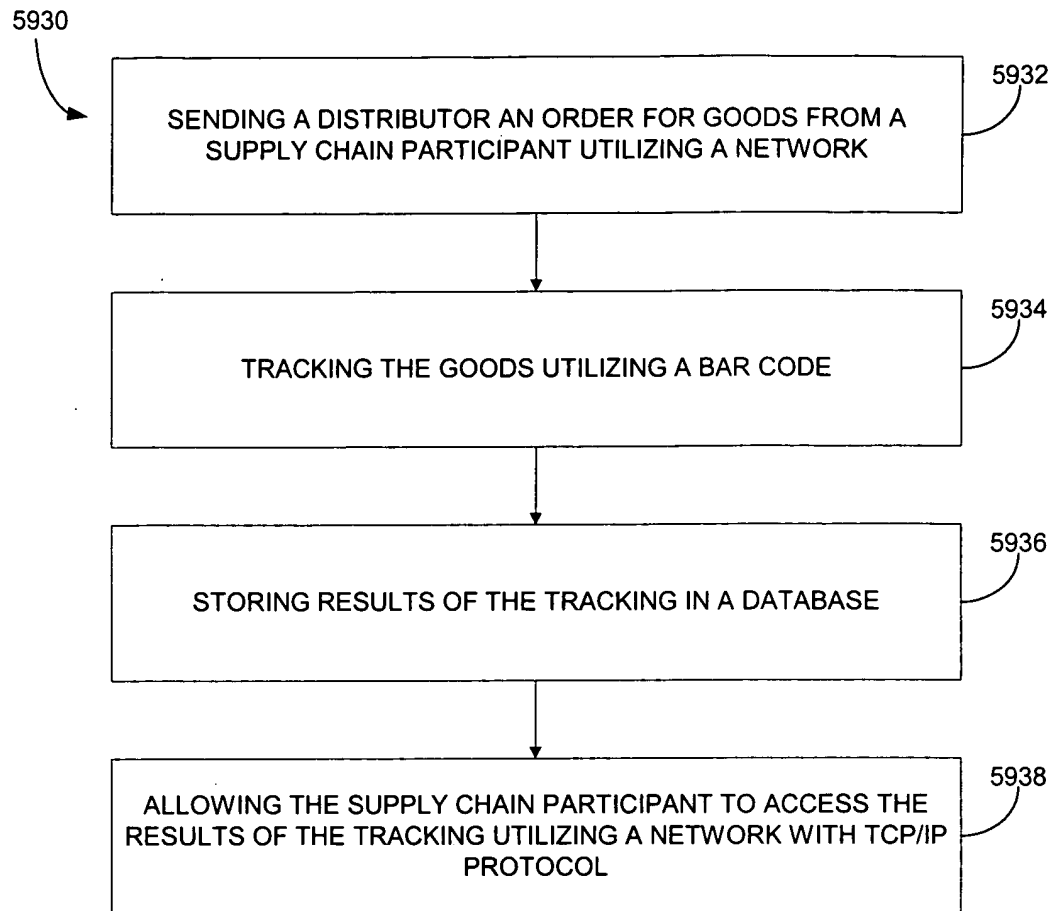 5930
5932
SENDING A DISTRIBUTOR AN ORDER FOR GOODS FROM A
SUPPLY CHAIN PARTICIPANT UTILIZING A NETWORK
5934
TRACKING THE GOODS UTILIZING A BAR CODE
5936
STORING RESULTS OF THE TRACKING IN A DATABASE
5938
ALLOWING THE SUPPLY CHAIN PARTICIPANT TO ACCESS THE
RESULTS OF THE TRACKING UTILIZING A NETWORK WITH TCP/IP
PROTOCOL